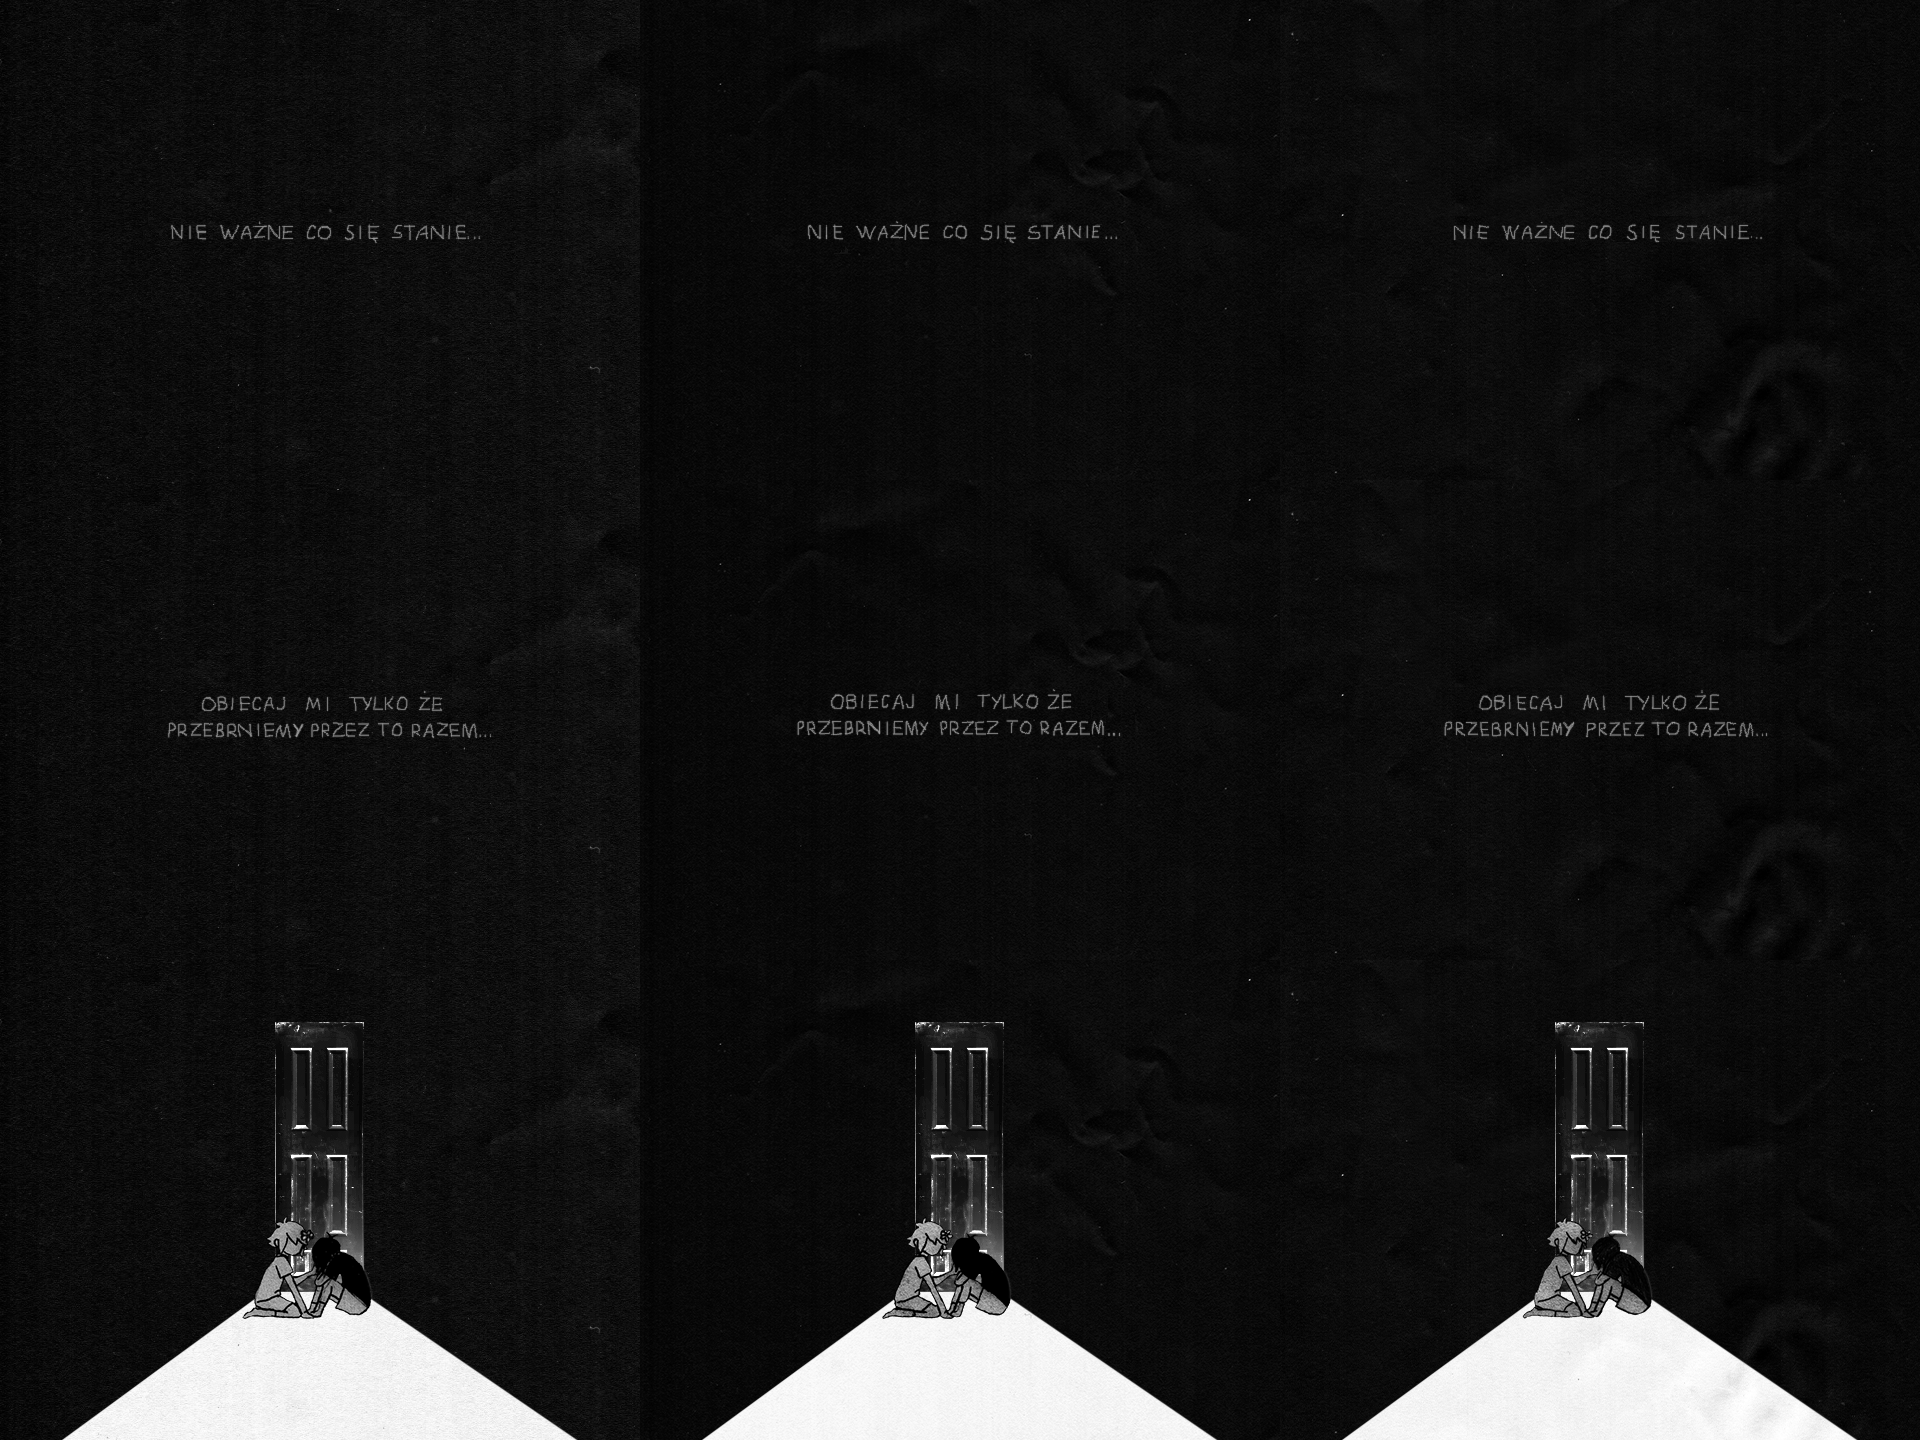 NIE WAŻNE CO SIĘ STANIE...
NIE WAŻNE CO SIĘ STANIE...
NIE WAŻNE CO SIĘ STANIE...
OBIECAJ MI TYLKO ŻE
PRZEBRNIEMY PRZEZ TO RAZEM...
OBIECAJ MI TYLKO ŻE
PRZEBRNIEMY PRZEZ TO RAZEM...
OBIECAJ MI TYLKO ŻE
PRZEBRNIEMY PRZEZ TO RAZEM...